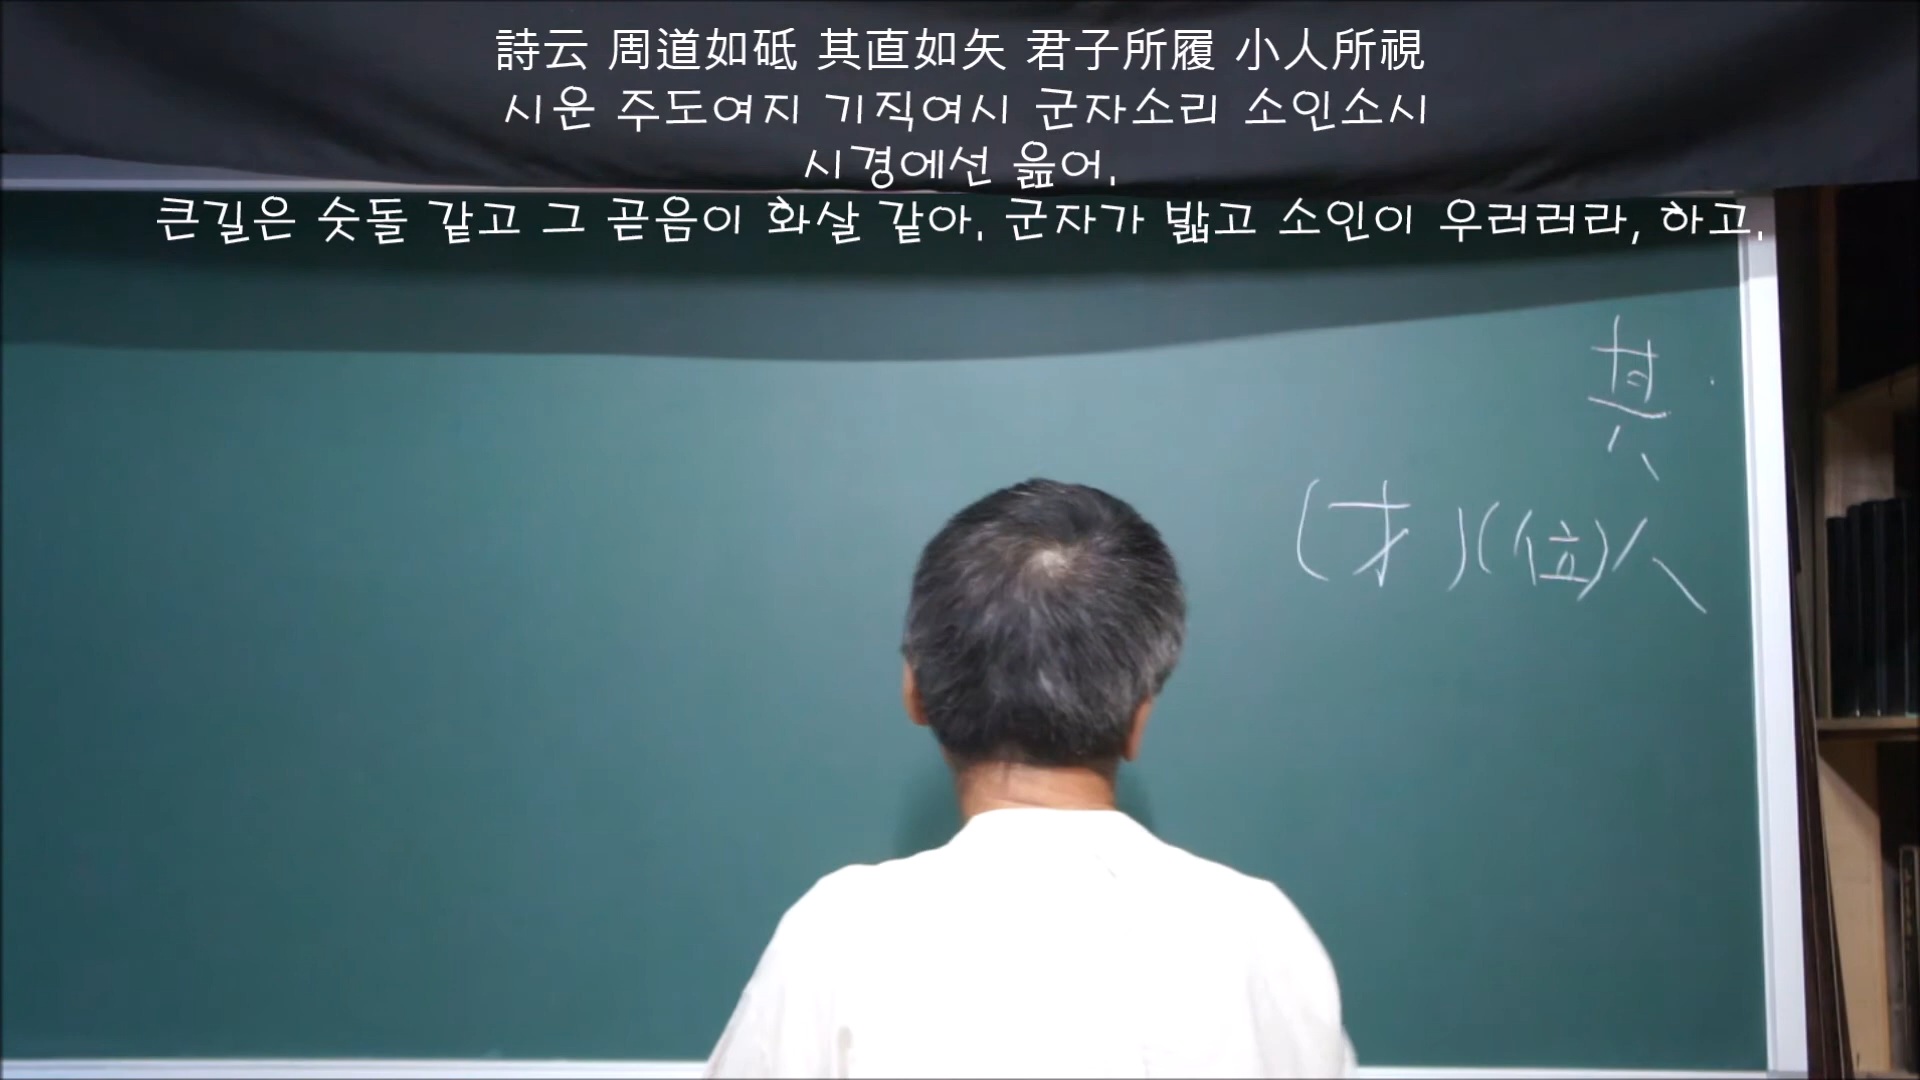 詩云 周道如砥 其直如矢 君子所履 小人所視
시운 주도여지 기직여시 군자소리 소인소시
시경에선 읊어.
큰길은 숫돌 같고 그 곧음이 화살 같아. 군자가 밟고 소인이 우러러라, 하고.
(才)(位)人